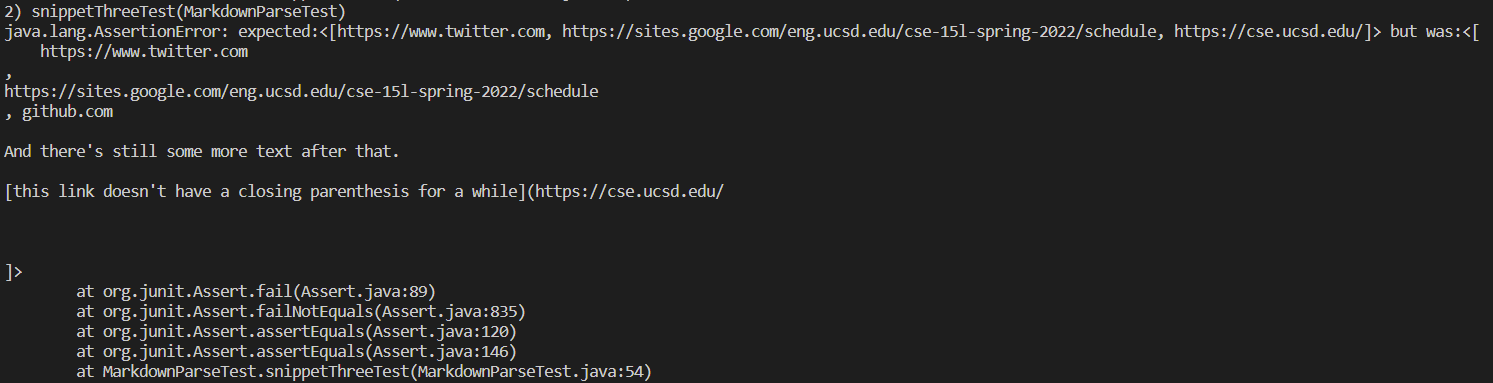 2) snippetThreeTest(MarkdownParseTest)
java.lang.AssertionError: expected:<[https://www.twitter.com, https://sites.google.com/eng.ucsd.edu/cse-15l-spring-2022/schedule, https://cse.ucsd.edu/]> but was:<[
    https://www.twitter.com
,
https://sites.google.com/eng.ucsd.edu/cse-15l-spring-2022/schedule
, github.com

And there's still some more text after that.

[this link doesn't have a closing parenthesis for a while](https://cse.ucsd.edu/



]>
        at org.junit.Assert.fail(Assert.java:89)
        at org.junit.Assert.failNotEquals(Assert.java:835)
        at org.junit.Assert.assertEquals(Assert.java:120)
        at org.junit.Assert.assertEquals(Assert.java:146)
        at MarkdownParseTest.snippetThreeTest(MarkdownParseTest.java:54)